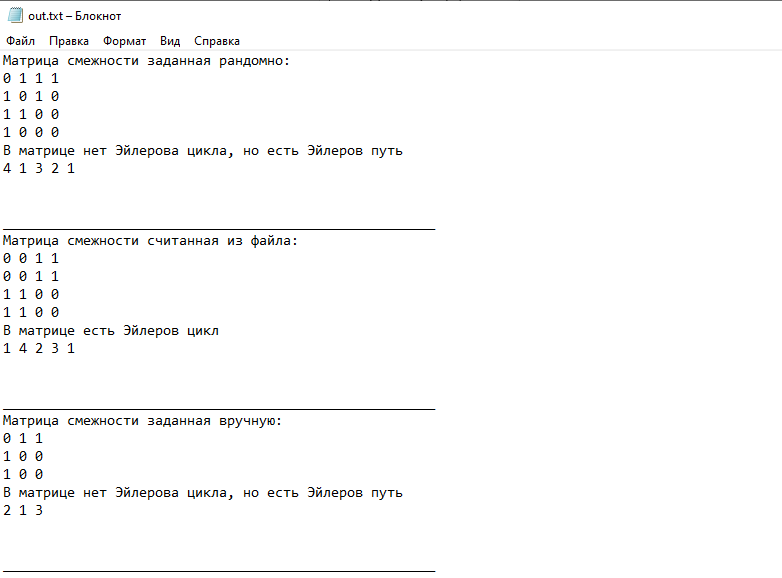 out.txt – Блокнот
Файл Правка Формат Вид Справка
Матрица смежности заданная рандомно:
0 1 1 1
1 0 1 0
1 1 0 0
1 0 0 0
В матрице нет Эйлерова цикла, но есть Эйлеров путь
4 1 3 2 1
Матрица смежности считанная из файла:
0 0 1 1
0 0 1 1
1 1 0 0
1 1 0 0
В матрице есть Эйлеров цикл
1 4 2 3 1
Матрица смежности заданная вручную:
0 1 1
1 0 0
1 0 0
В матрице нет Эйлерова цикла, но есть Эйлеров путь
2 1 3